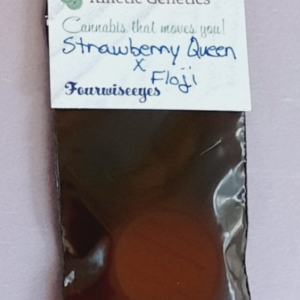 Kinetic Genetics
Cannabis that moves you!
Strawberry Queen
x
Floji
Fourwiseeyes